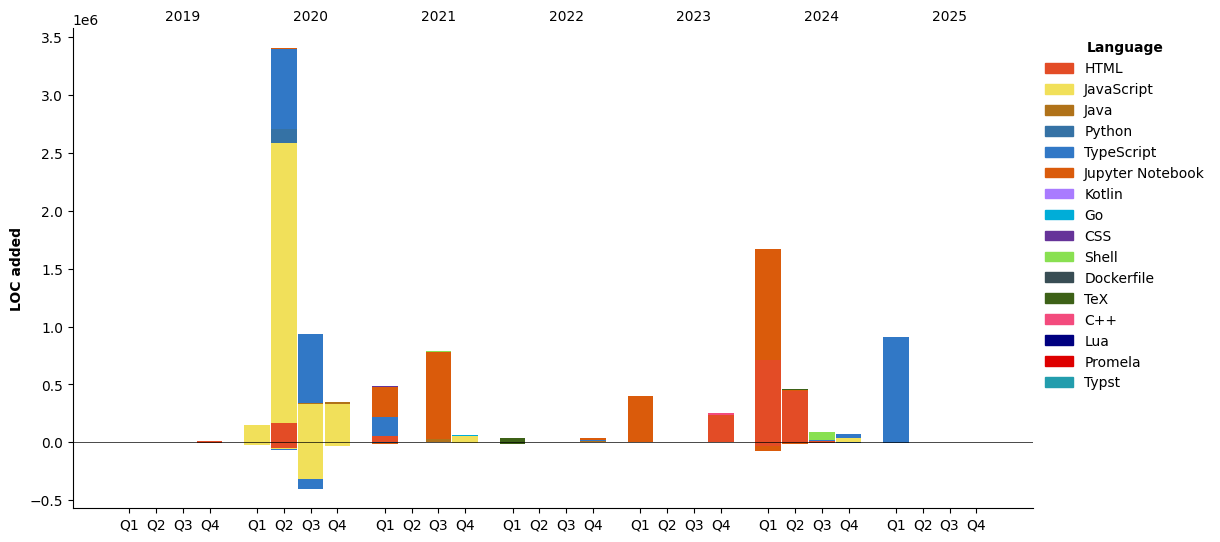 1e6
2019 2020 2021 2022 2023 2024 2025
3.5
3.0
2.5
2.0
1.5
1.0
0.5
0.0
−0.5
LOC added
Q1 Q2 Q3 Q4 Q1 Q2 Q3 Q4 Q1 Q2 Q3 Q4 Q1 Q2 Q3 Q4 Q1 Q2 Q3 Q4 Q1 Q2 Q3 Q4 Q1 Q2 Q3 Q4
Language
HTML
JavaScript
Java
Python
TypeScript
Jupyter Notebook
Kotlin
Go
CSS
Shell
Dockerfile
TeX
C++
Lua
Promela
Typst